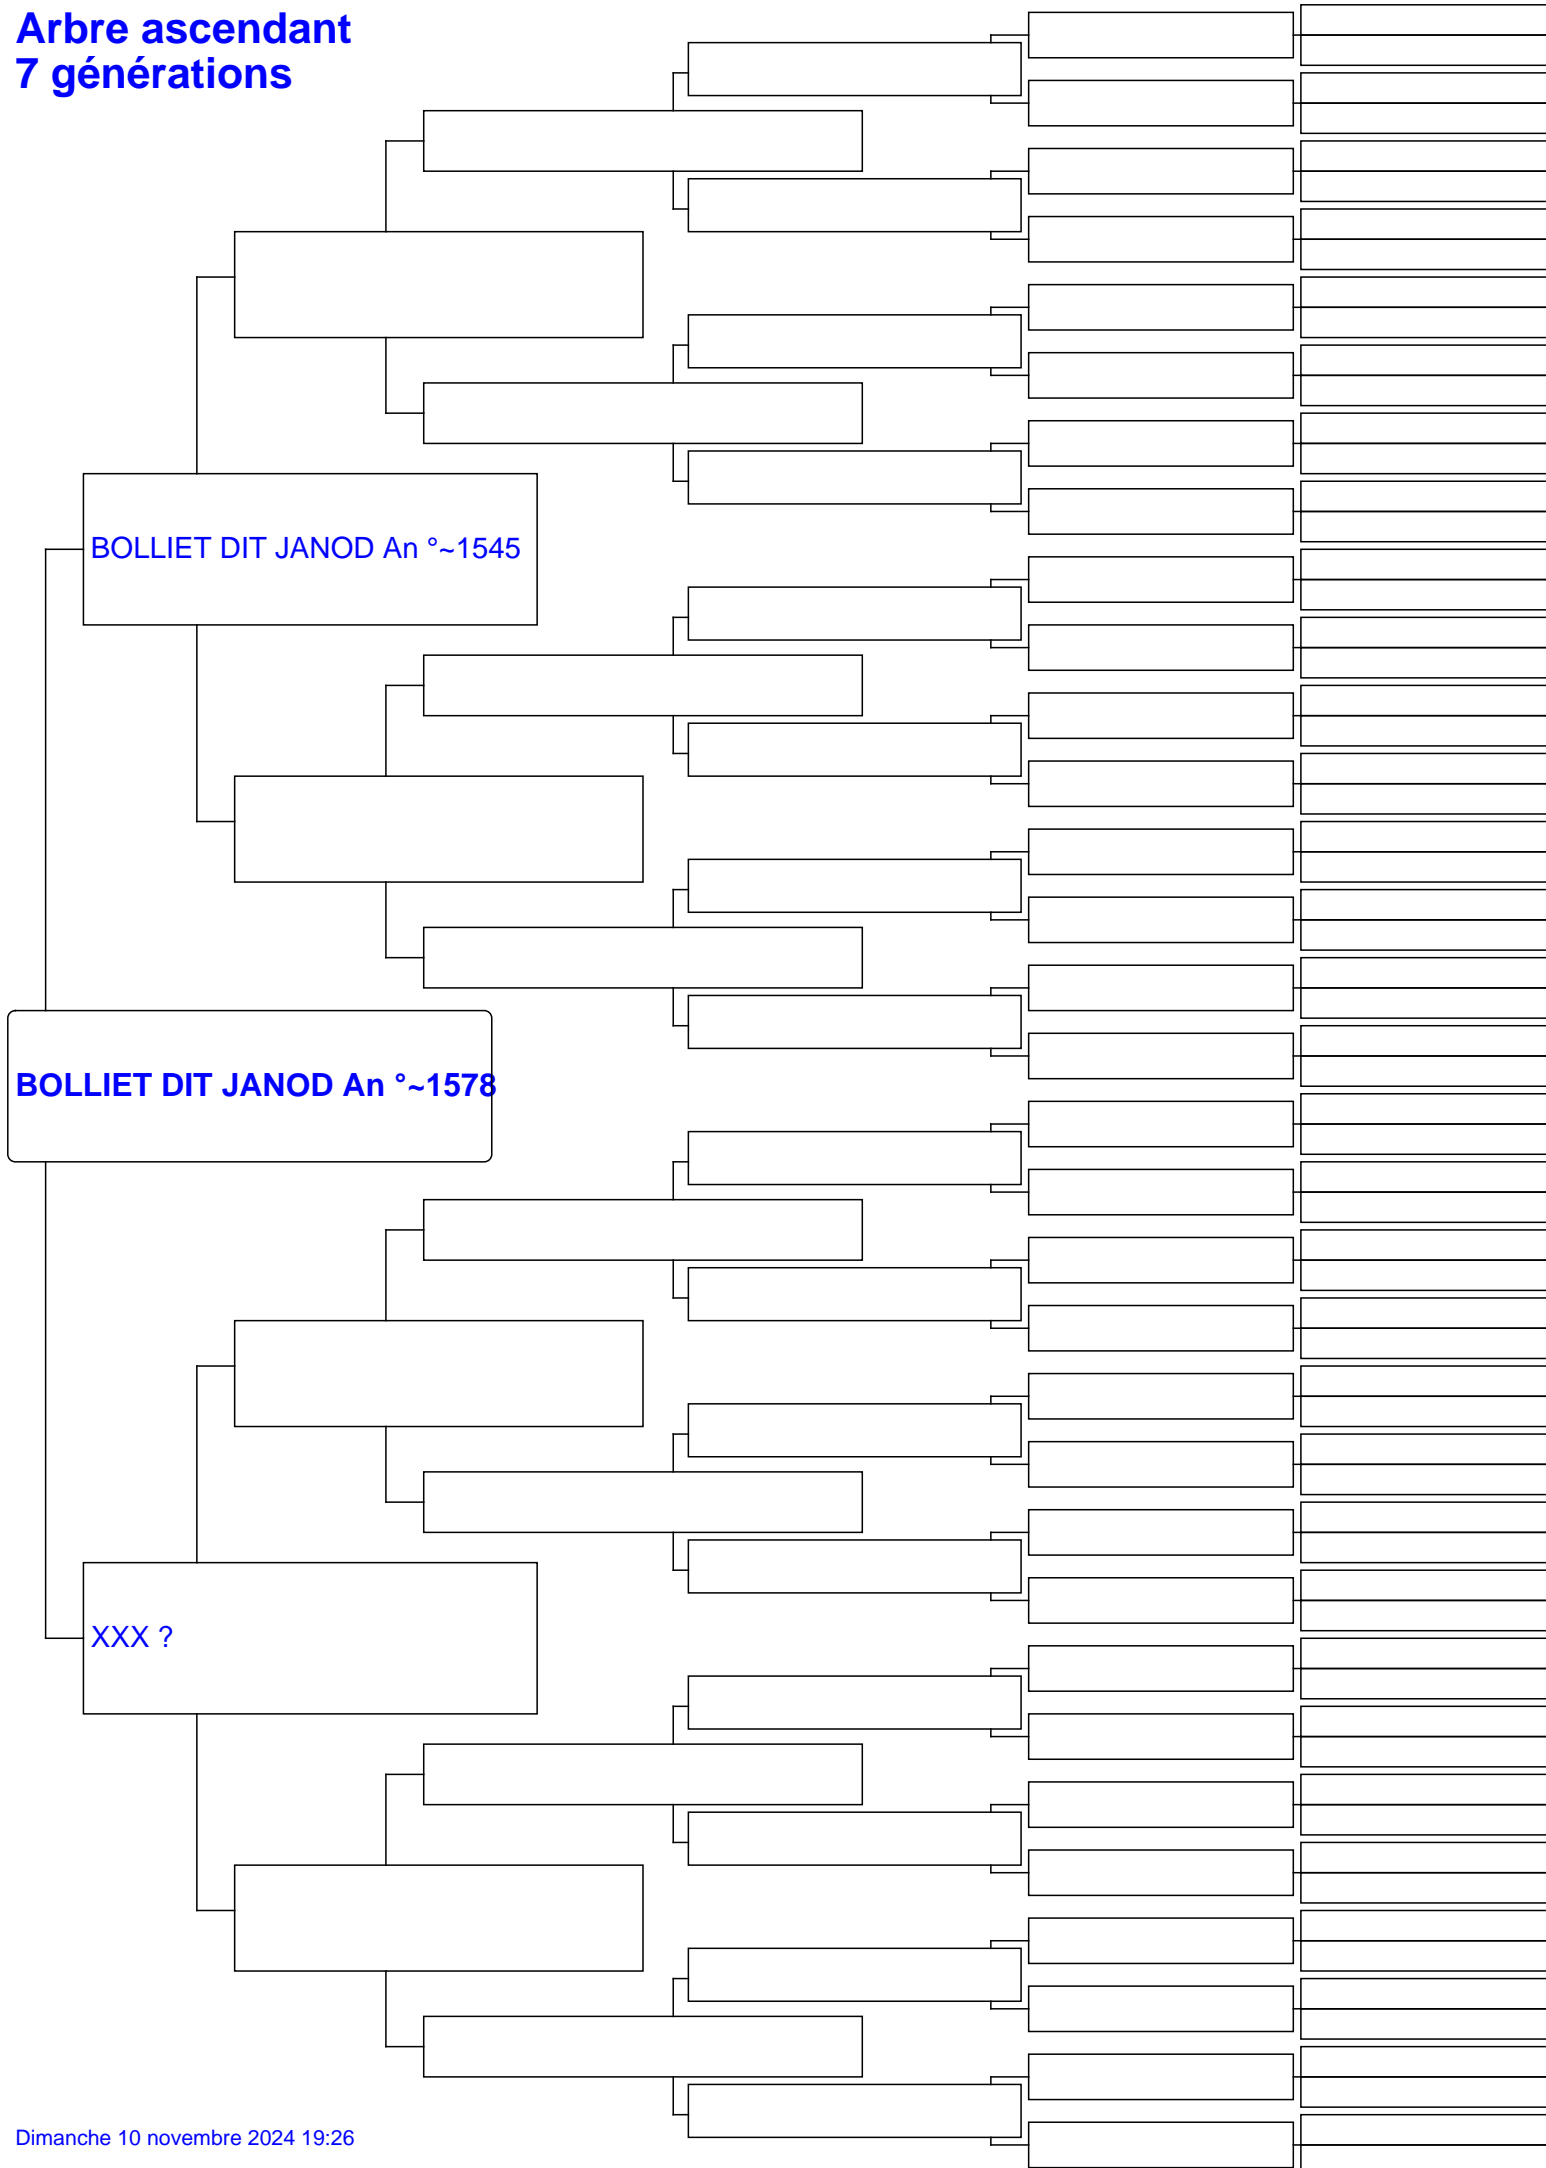 Arbre ascendant
7 générations
BOLLIET DIT JANOD An °~1545
BOLLIET DIT JANOD An °~1578
XXX ?
Dimanche 10 novembre 2024 19:26